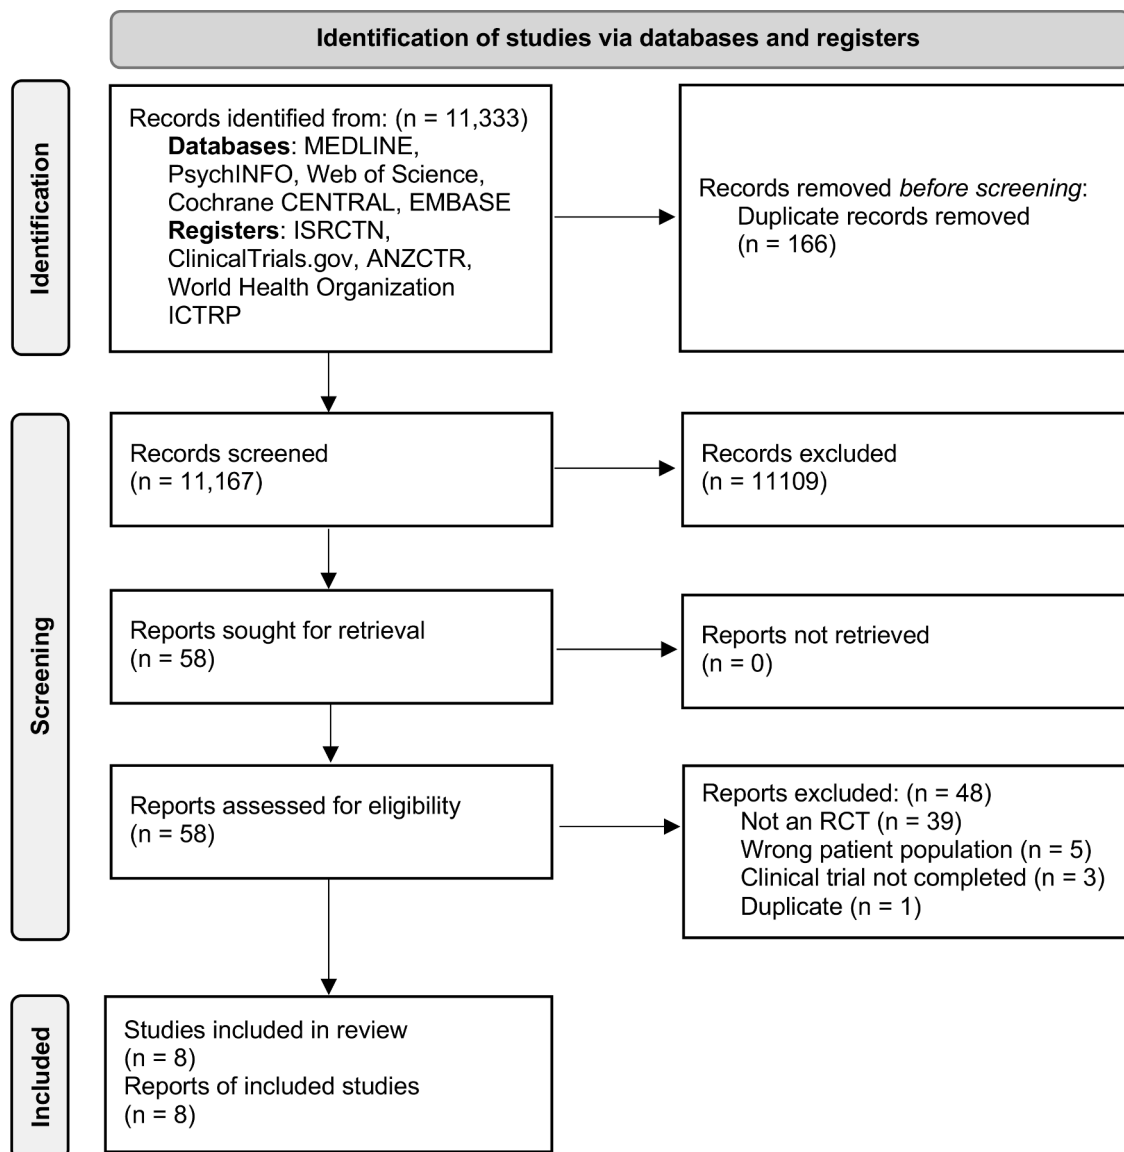 Identification of studies via databases and registers
Identification
Records identified from: (n = 11,333)
Databases: MEDLINE,
PsychINFO, Web of Science,
Cochrane CENTRAL, EMBASE
Registers: ISRCTN,
ClinicalTrials.gov, ANZCTR,
World Health Organization
ICTRP
Records removed before screening:
Duplicate records removed
(n = 166)
Screening
Records screened
(n = 11,167)
Records excluded
(n = 11109)
Reports sought for retrieval
(n = 58)
Reports not retrieved
(n = 0)
Reports assessed for eligibility
(n = 58)
Reports excluded: (n = 48)
Not an RCT (n = 39)
Wrong patient population (n = 5)
Clinical trial not completed (n = 3)
Duplicate (n = 1)
Included
Studies included in review
(n = 8)
Reports of included studies
(n = 8)